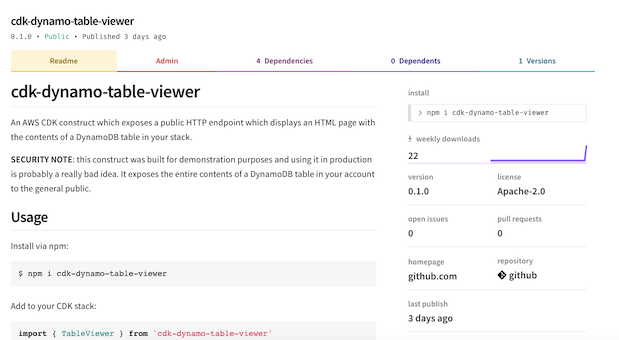 cdk-dynamo-table-viewer
0.1.0 • Public • Published 3 days ago
Readme
Admin
4 Dependencies
0 Dependents
1 Versions
cdk-dynamo-table-viewer
An AWS CDK construct which exposes a public HTTP endpoint which displays an HTML page with
the contents of a DynamoDB table in your stack.
SECURITY NOTE: this construct was built for demonstration purposes and using it in production
is probably a really bad idea. It exposes the entire contents of a DynamoDB table in your account
to the general public.
Usage
Install via npm:
$ npm i cdk-dynamo-table-viewer
Add to your CDK stack:
import { TableViewer } from 'cdk-dynamo-table-viewer'
install
> npm i cdk-dynamo-table-viewer
weekly downloads
22
version
0.1.0
license
Apache-2.0
open issues
0
pull requests
0
homepage
github.com
repository
github
last publish
3 days ago